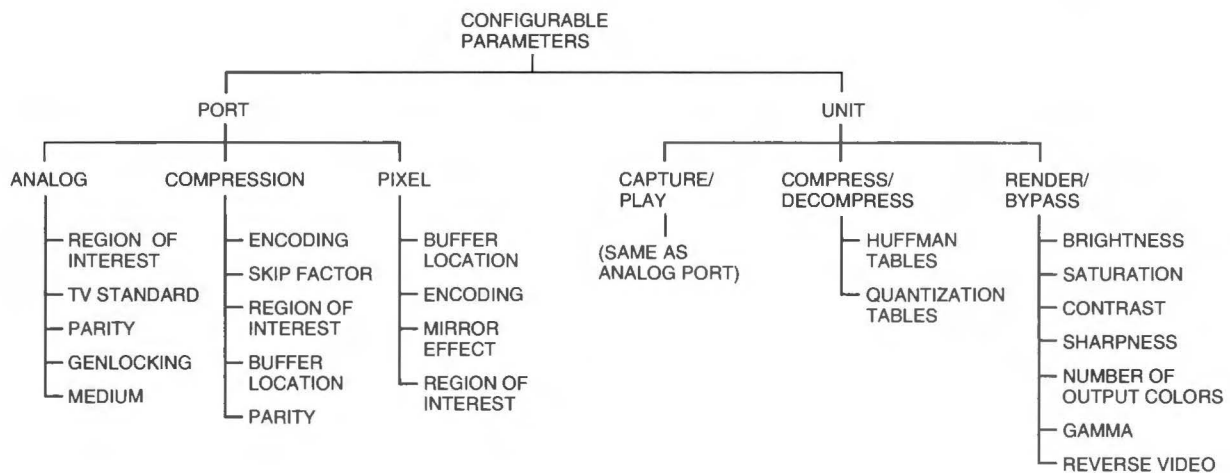 CONFIGURABLE
PARAMETERS
PORT
UNIT
ANALOG
REGION OF
INTEREST
TV STANDARD
PARITY
GENLOCKING
MEDIUM
COMPRESSION
ENCODING
SKIP FACTOR
REGION OF
INTEREST
BUFFER
LOCATION
PARITY
PIXEL
BUFFER
LOCATION
ENCODING
MIRROR
EFFECT
REGION OF
INTEREST
CAPTURE/
PLAY
(SAME AS
ANALOG PORT)
COMPRESS/
DECOMPRESS
HUFFMAN
TABLES
QUANTIZATION
TABLES
RENDER/
BYPASS
BRIGHTNESS
SATURATION
CONTRAST
SHARPNESS
NUMBER OF
OUTPUT COLORS
GAMMA
REVERSE VIDEO